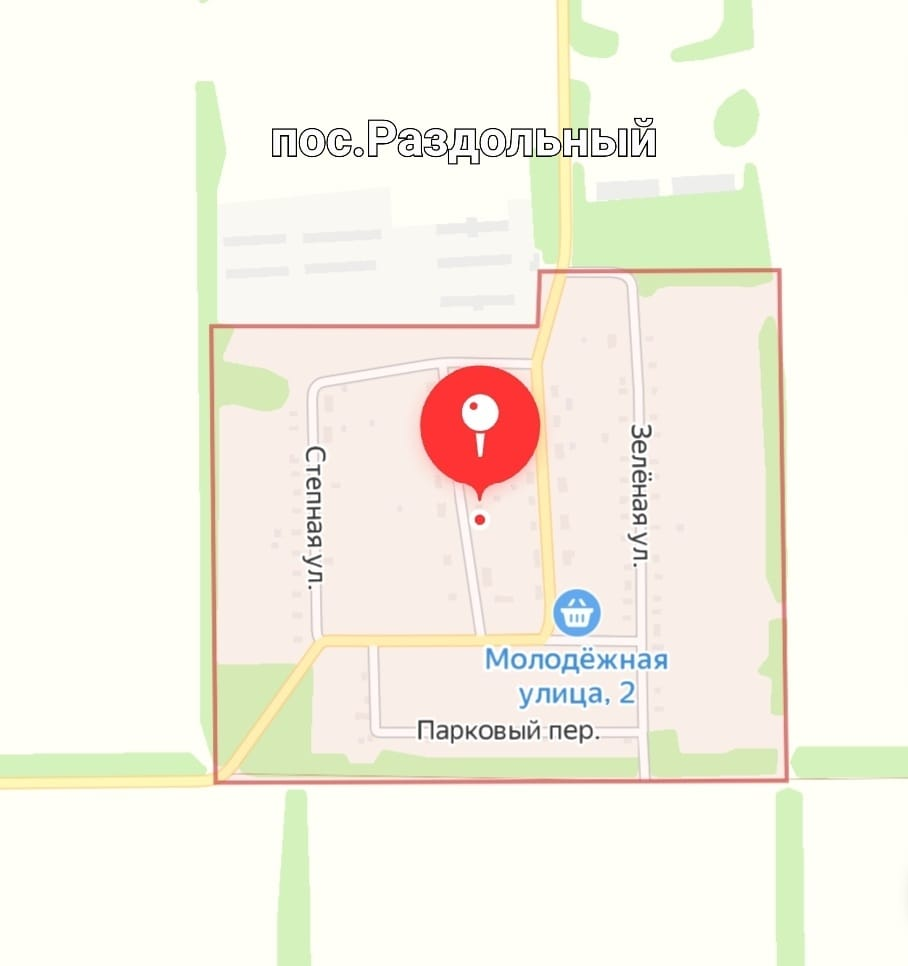 пос.Раздольный
Степная ул.
Зелёная ул.
Молодёжная
улица, 2
Парковый пер.